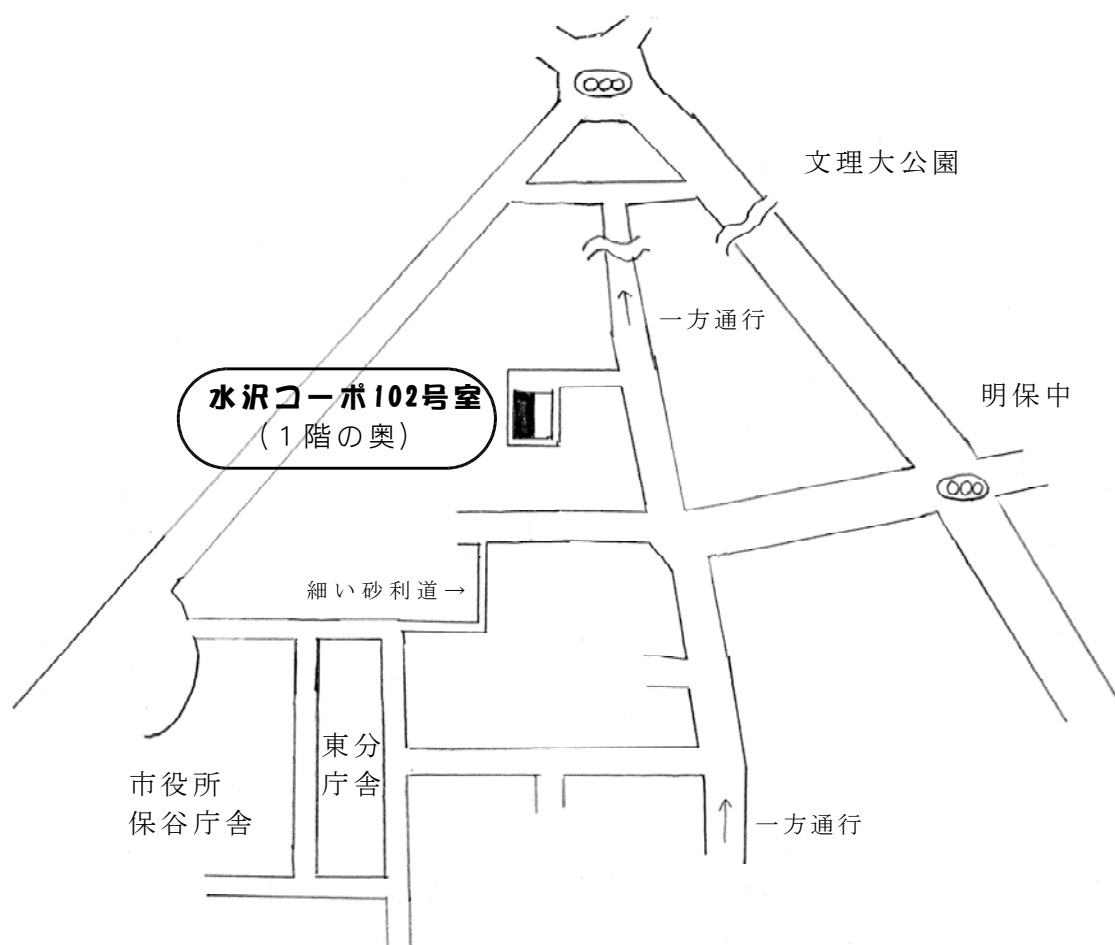 文理大公園
一方通行
水沢コーポ102号室
(1階の奥)
明保中
細い砂利道→
東分
庁舎
市役所
保谷庁舎
一方通行